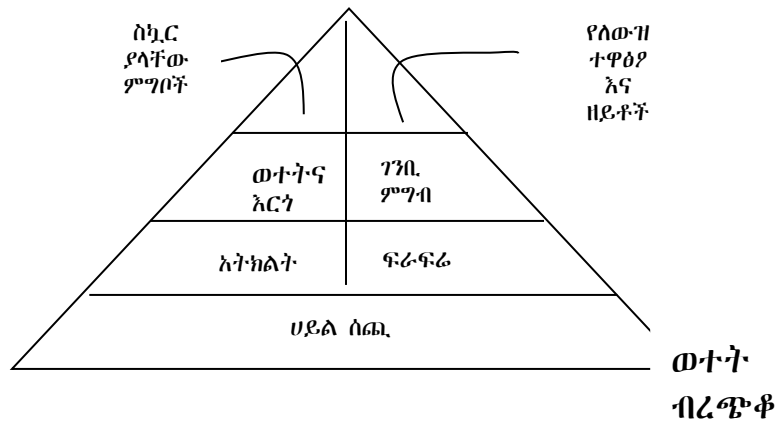 ስኳር
ያላቸው
ምግቦች
የለውዝ
ተዋፅዖ
እና
ዘይቶች
ወተትና
እርጎ
ገንቢ
ምግብ
አትክልት
ፍራፍሬ
ሀይል ሰጪ
ወተት
ብረጭቆ